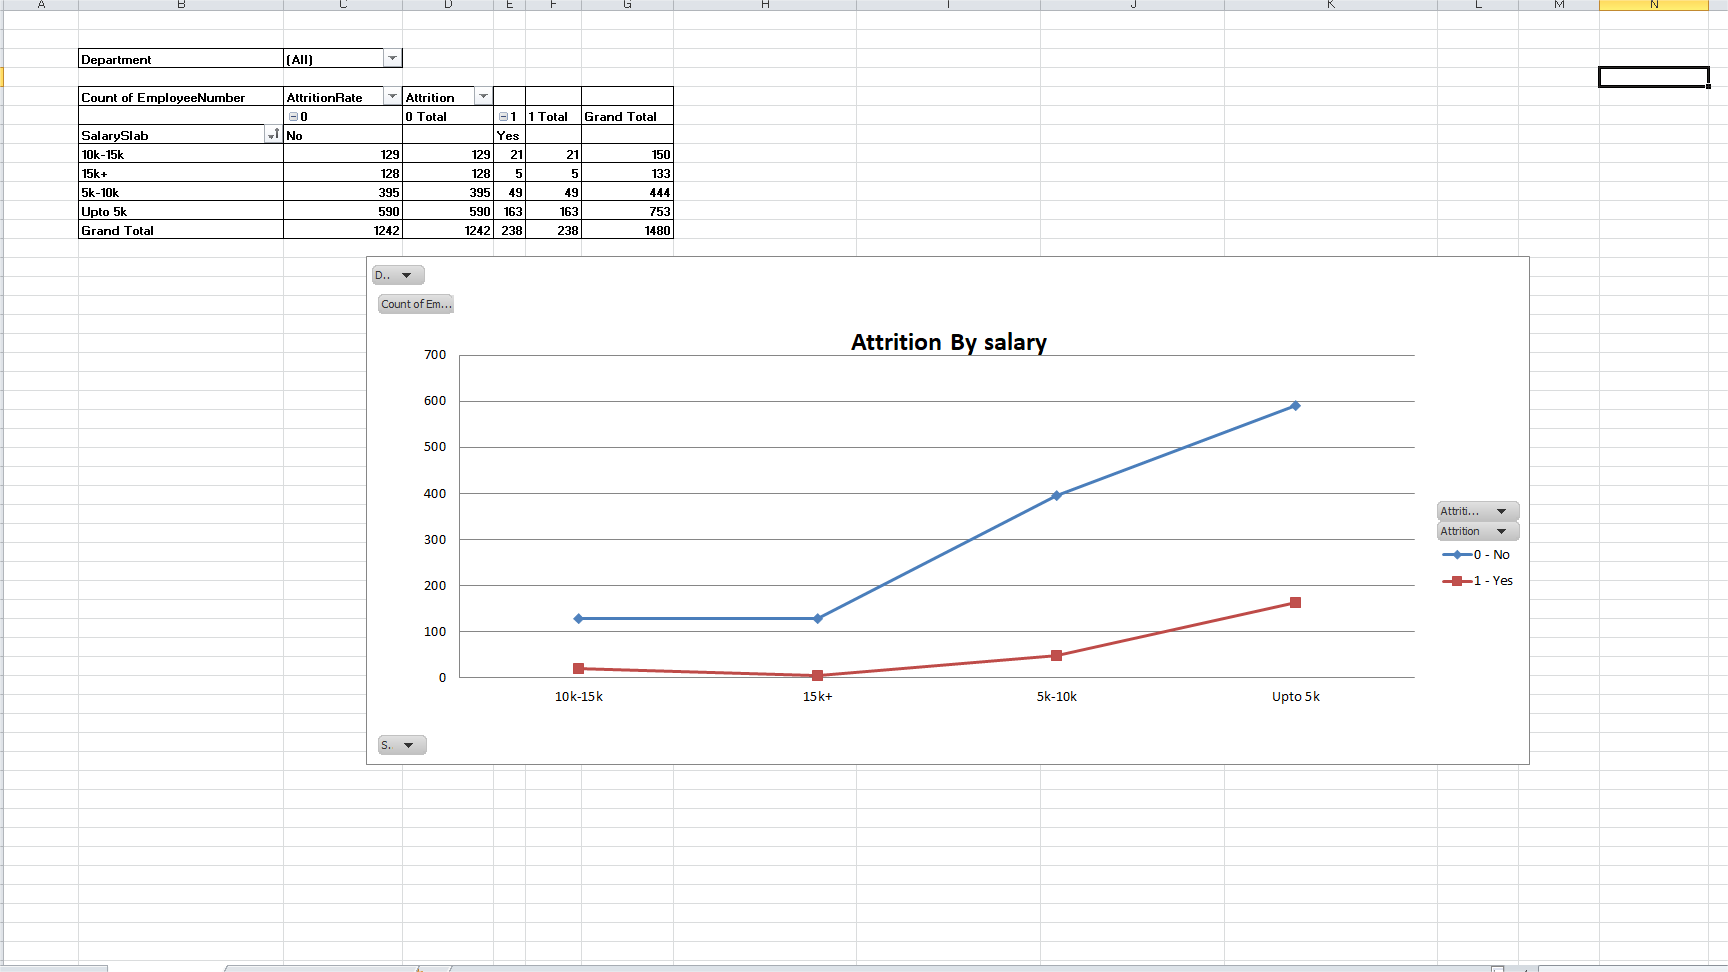 A B C D E F G H I J K L M N
Department (All)
Count of EmployeeNumber AttritionRate Attrition
0 0 Total 1 1 Total Grand Total
SalarySlab No Yes
10k-15k 129 129 21 21 150
15k+ 128 128 5 5 133
5k-10k 395 395 49 49 444
Upto 5k 590 590 163 163 753
Grand Total 1242 1242 238 238 1480
D..
Count of Em...
Attrition By salary
700
600
500
400
300
200
100
0
10k-15k 15k+ 5k-10k Upto 5k
Attriti...
Attrition
0 - No
1 - Yes
S.